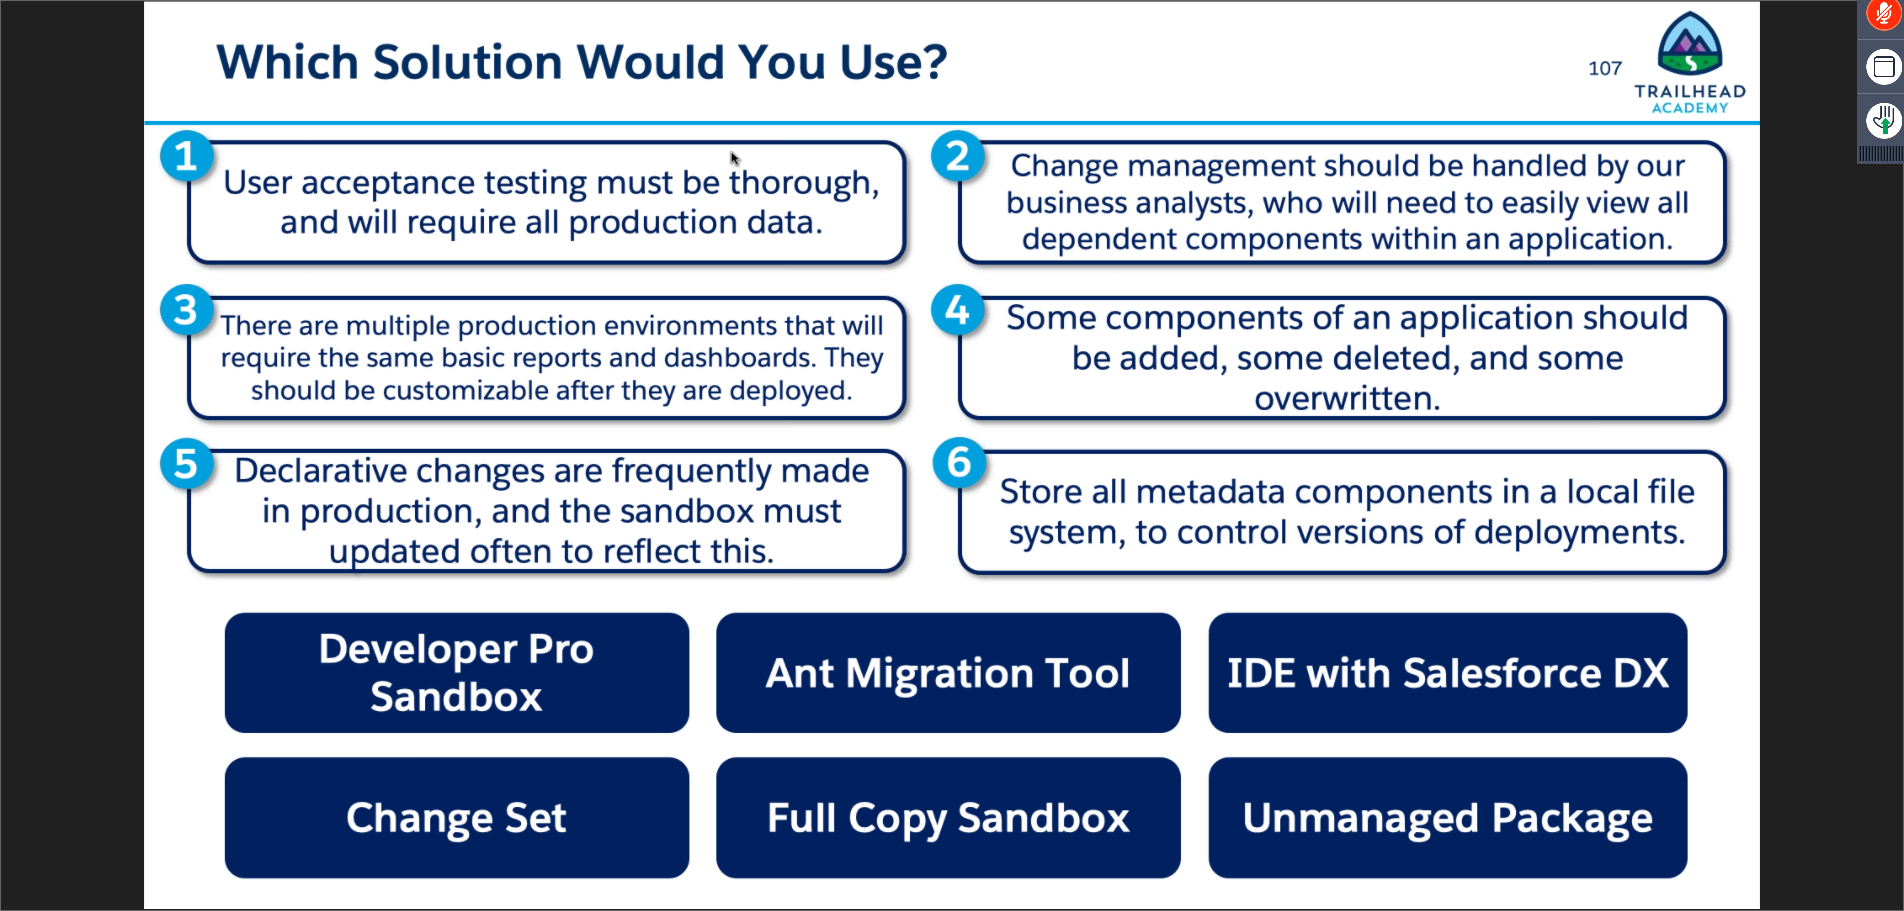 Which Solution Would You Use?
107
TRAILHEAD
ACADEMY
1
User acceptance testing must be thorough,
and will require all production data.
2
Change management should be handled by our
business analysts, who will need to easily view all
dependent components within an application.
3
There are multiple production environments that will
require the same basic reports and dashboards. They
should be customizable after they are deployed.
4
Some components of an application should
be added, some deleted, and some
overwritten.
5
Declarative changes are frequently made
in production, and the sandbox must
updated often to reflect this.
6
Store all metadata components in a local file
system, to control versions of deployments.
Developer Pro
Sandbox
Ant Migration Tool
IDE with Salesforce DX
Change Set
Full Copy Sandbox
Unmanaged Package